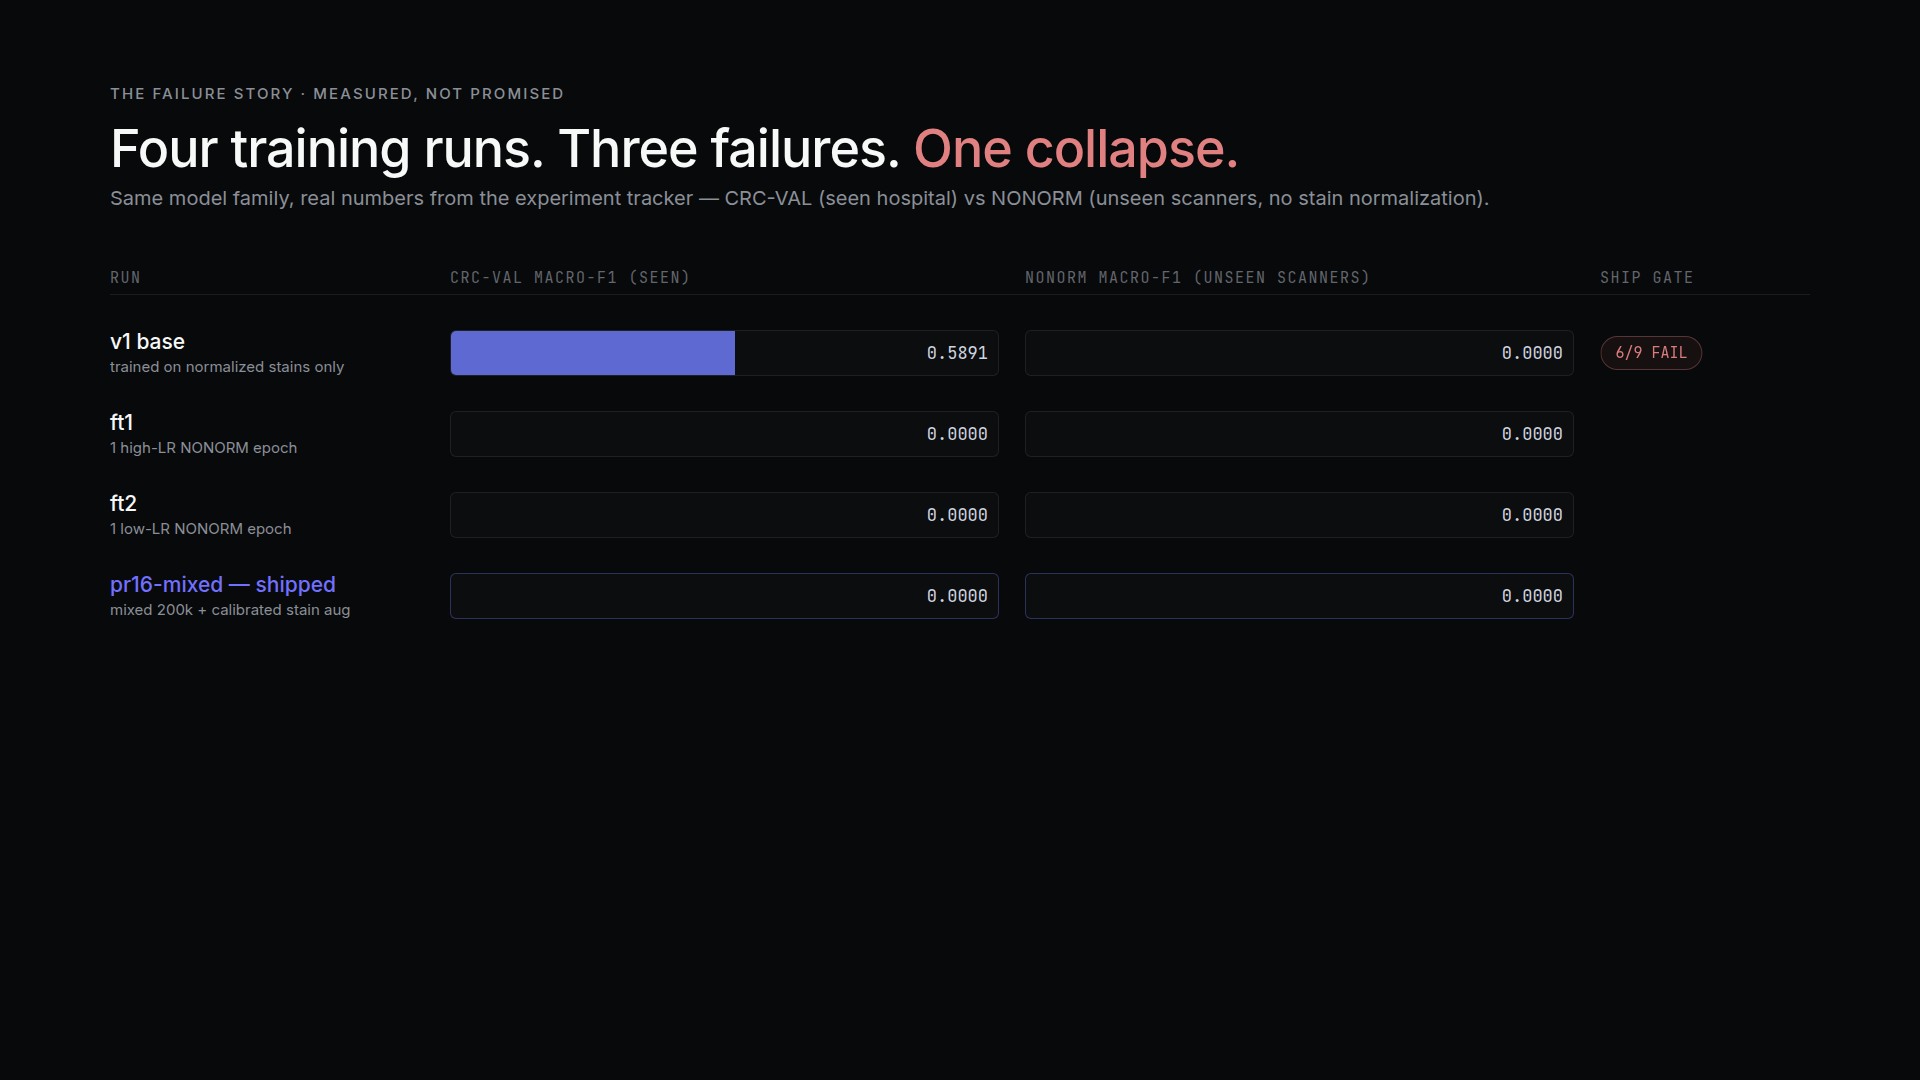 THE FAILURE STORY · MEASURED, NOT PROMISED
Four training runs. Three failures. One collapse.
Same model family, real numbers from the experiment tracker — CRC-VAL (seen hospital) vs NONORM (unseen scanners, no stain normalization).
RUN CRC-VAL MACRO-F1 (SEEN) NONORM MACRO-F1 (UNSEEN SCANNERS) SHIP GATE
v1 base 0.5891 0.0000 6/9 FAIL
trained on normalized stains only
ft1 0.0000 0.0000
1 high-LR NONORM epoch
ft2 0.0000 0.0000
1 low-LR NONORM epoch
pr16-mixed — shipped 0.0000 0.0000
mixed 200k + calibrated stain aug